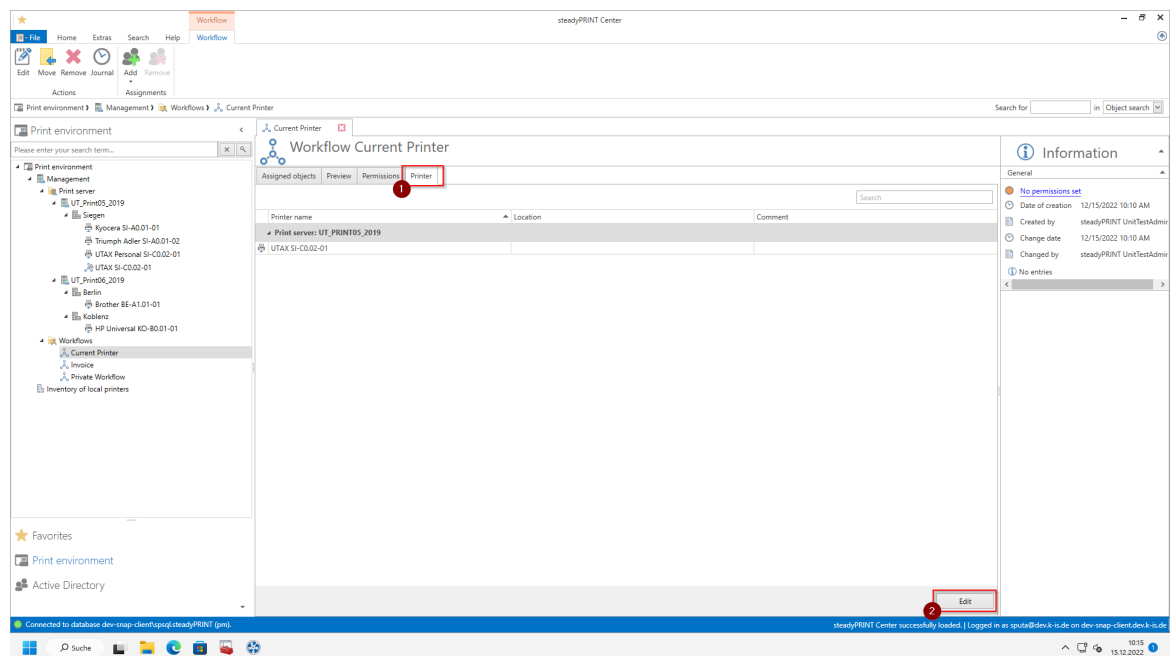 Workflow
steadyPRINT Center
File Home Extras Search Help Workflow
Edit Move Remove Journal Add Remove
Actions Assignments
Print environment Management Workflows Current Printer
Search for in Object search
Print environment
Please enter your search term...
Print environment
Management
Print server
UT_Print05_2019
Siegen
Kyocera SI-A0.01-01
Triumph Adler SI-A0.01-02
UTAX Personal SI-C0.02-01
UTAX SI-C0.02-01
UT_Print06_2019
Berlin
Brother BE-A1.01-01
Koblenz
HP Universal KO-B0.01-01
Workflows
Current Printer
Invoice
Private Workflow
Inventory of local printers
Favorites
Print environment
Active Directory
Current Printer
Workflow Current Printer
Assigned objects Preview Permissions Printer
1
Search
Printer name Location Comment
Print server: UT_PRINT05_2019
UTAX SI-C0.02-01
Edit
2
Information
General
No permissions set
Date of creation 12/15/2022 10:10 AM
Created by steadyPRINT UnitTestAdmir
Change date 12/15/2022 10:10 AM
Changed by steadyPRINT UnitTestAdmir
No entries
Connected to database dev-snap-client\spsql.steadyPRINT (pm).
steadyPRINT Center successfully loaded. | Logged in as sputa@dev.k-is.de on dev-snap-client.dev.k-is.de
Suche
10:15
15.12.2022
1